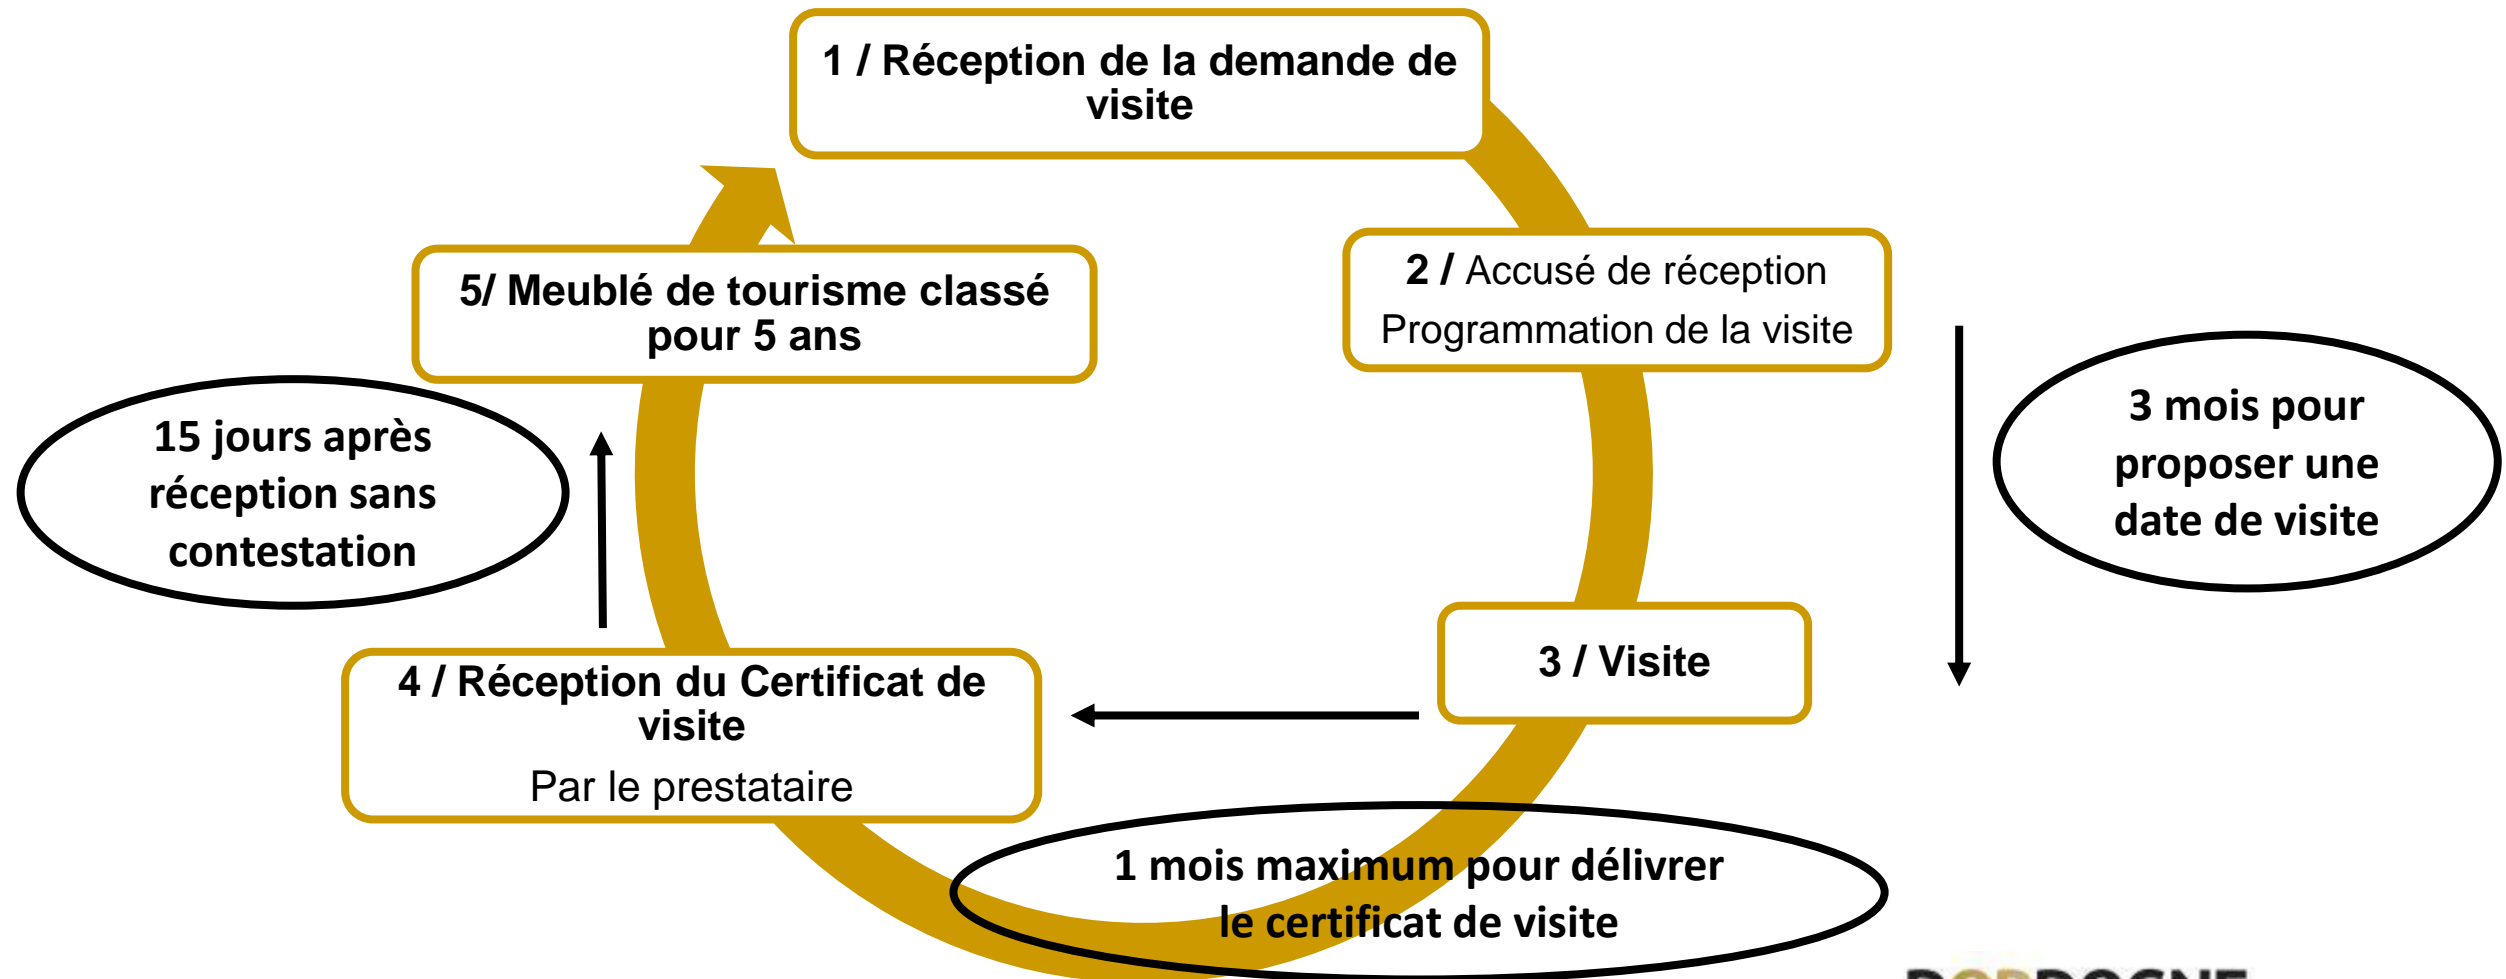 1 / Réception de la demande de
visite
2 / Accusé de réception
Programmation de la visite
3 mois pour
proposer une
date de visite
3 / Visite
1 mois maximum pour délivrer
le certificat de visite
4 / Réception du Certificat de
visite
Par le prestataire
15 jours après
réception sans
contestation
5/ Meublé de tourisme classé
pour 5 ans
DORDOGNE